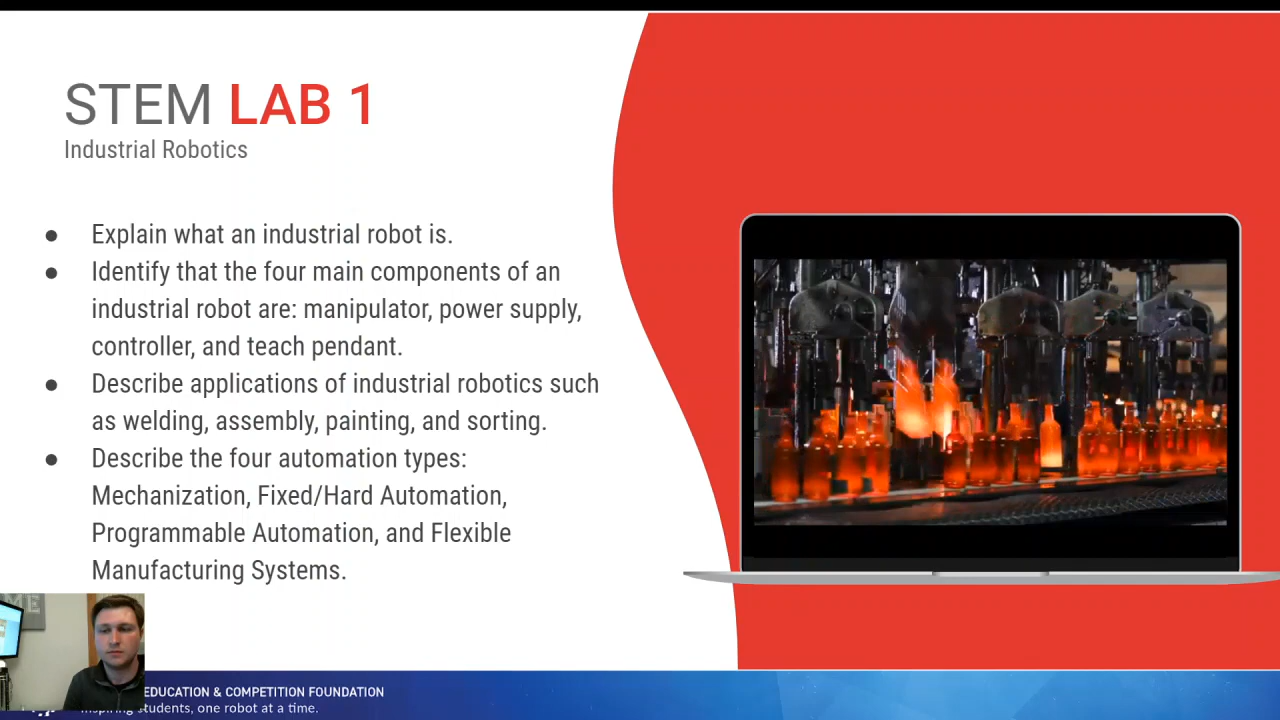 STEM LAB 1
Industrial Robotics
● Explain what an industrial robot is.
● Identify that the four main components of an
industrial robot are: manipulator, power supply,
controller, and teach pendant.
● Describe applications of industrial robotics such
as welding, assembly, painting, and sorting.
● Describe the four automation types:
Mechanization, Fixed/Hard Automation,
Programmable Automation, and Flexible
Manufacturing Systems.
EDUCATION & COMPETITION FOUNDATION
Inspiring students, one robot at a time.